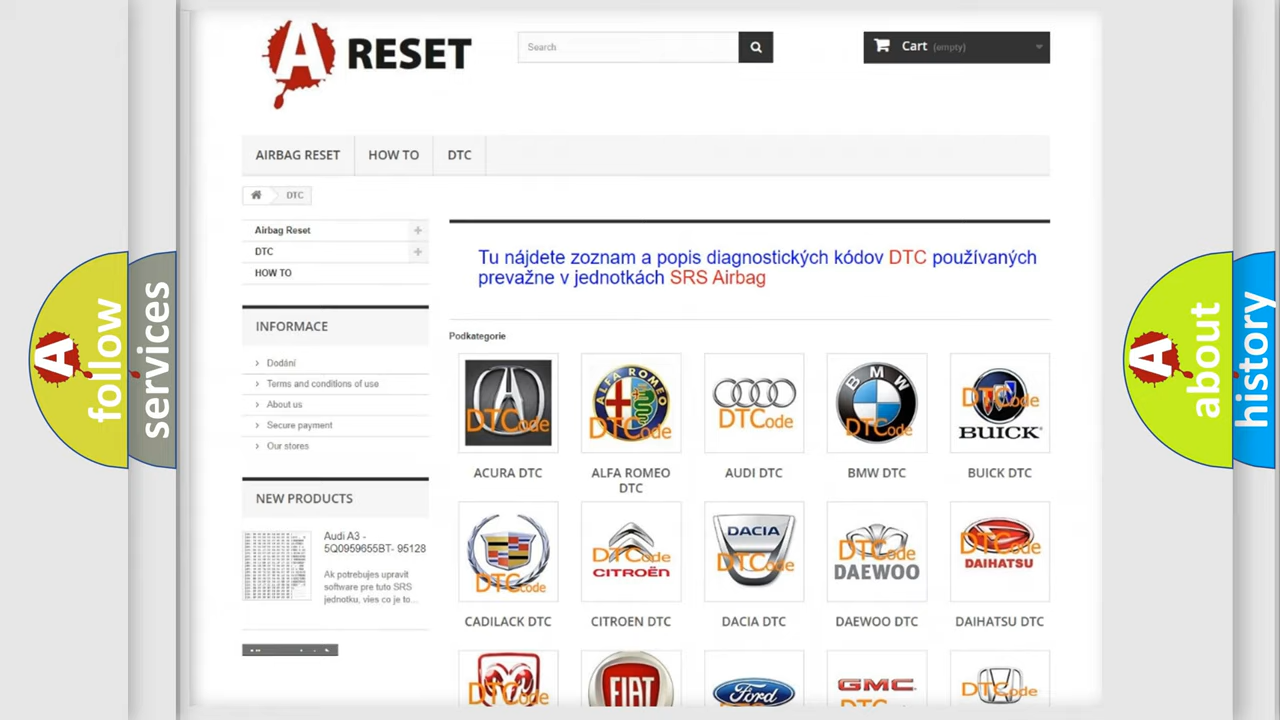 A RESET
Search
Cart (empty)
AIRBAG RESET
HOW TO
DTC
DTC
Airbag Reset
DTC
HOW TO
Tu nájdete zoznam a popis diagnostických kódov DTC používaných
prevažne v jednotkách SRS Airbag
INFORMACE
Dodání
Terms and conditions of use
About us
Secure payment
Our stores
Podkategorie
DTCode
ALFA ROMEO
DTCode
DTCode
BMW
DTCode
DTCode
BUICK
ACURA DTC
ALFA ROMEO
DTC
AUDI DTC
BMW DTC
BUICK DTC
NEW PRODUCTS
Audi A3 -
5Q0959655BT- 95128
Ak potrebujes upravit
software pre tuto SRS
jednotku, vies co je to...
DTCode
DTCode
CITROËN
DACIA
DTCode
DTCode
DAEWOO
DTCode
DAIHATSU
CADILACK DTC
CITROEN DTC
DACIA DTC
DAEWOO DTC
DAIHATSU DTC
DTCode
FIAT
Ford
GMC
DTCode
A follow
services
A about
history